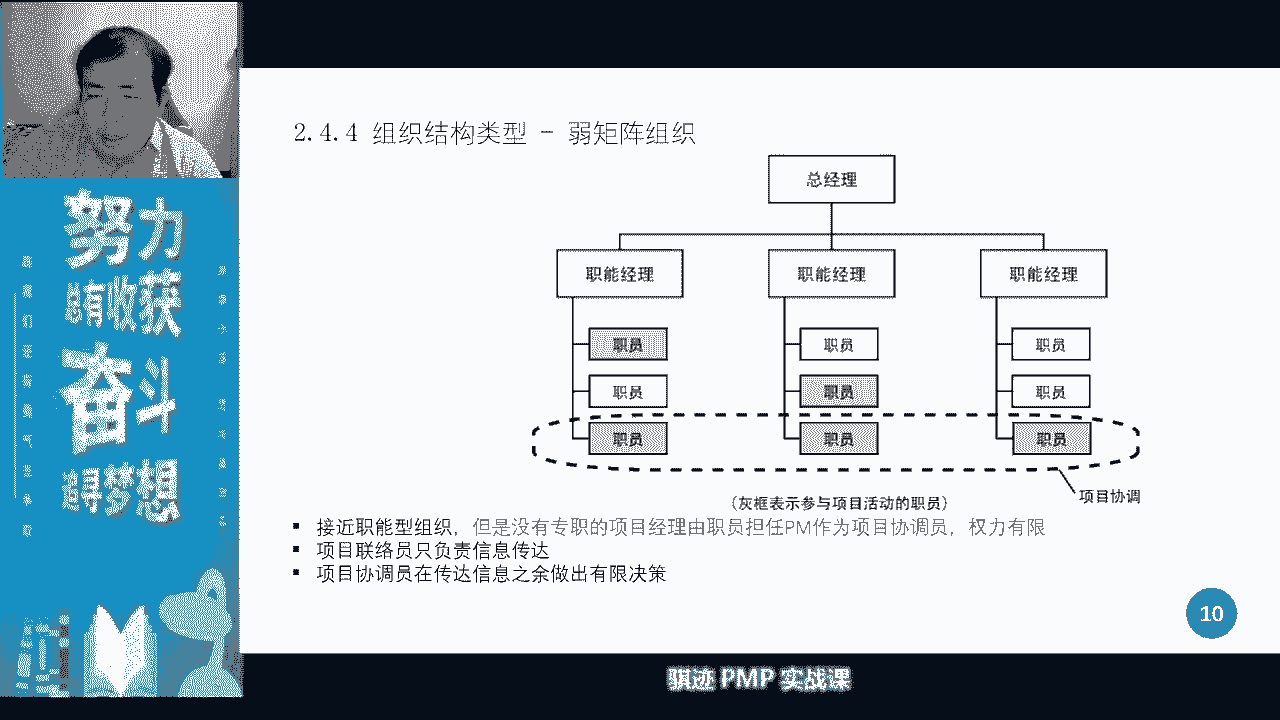 2.4.4 组织结构类型 - 弱矩阵组织
总经理
职能经理 职能经理 职能经理
职员 职员 职员
职员 职员 职员
职员 职员 职员
项目协调
（灰框表示参与项目活动的职员）
▪ 接近职能型组织，但是没有专职的项目经理由职员担任PM作为项目协调员，权力有限
▪ 项目联络员只负责信息传达
▪ 项目协调员在传达信息之余做出有限决策
10
努力
才有收获
奋斗
才得梦想
骐迹 PMP 实战课